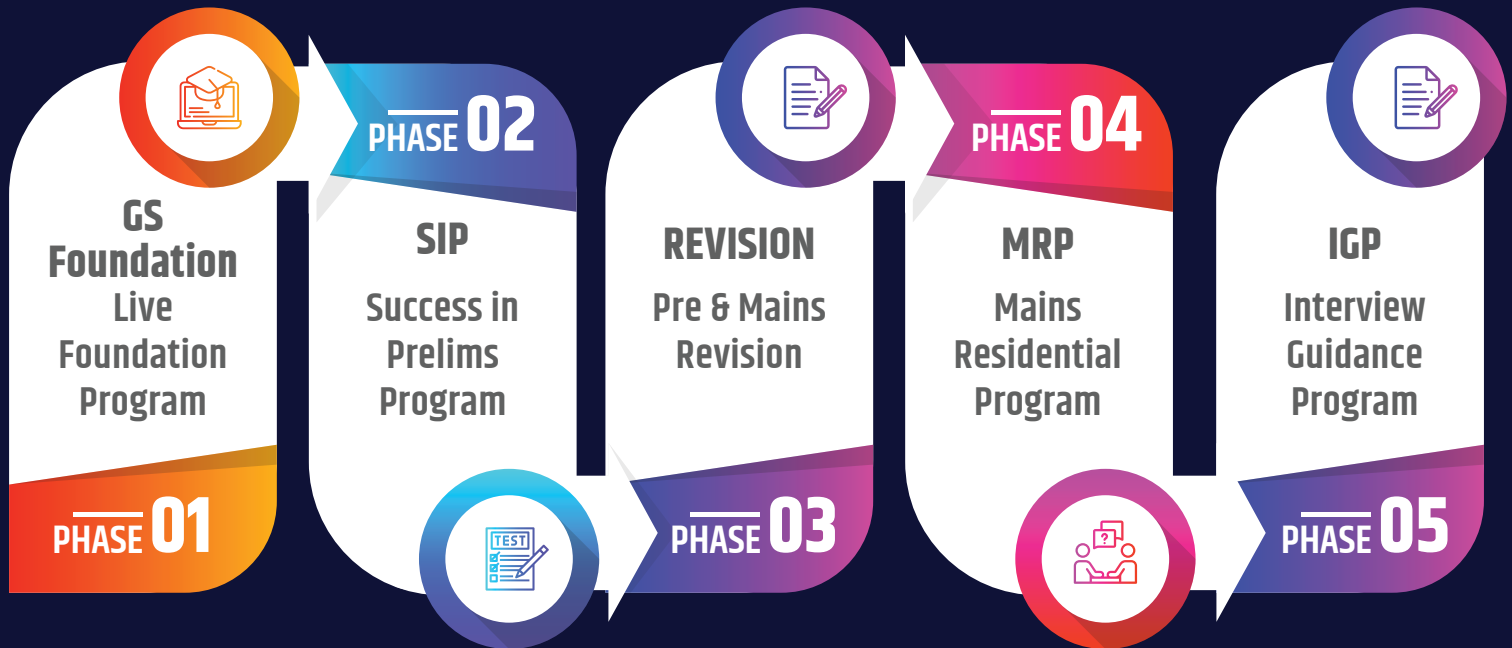 GS
Foundation
Live
Foundation
Program
PHASE 01
PHASE 02
SIP
Success in
Prelims
Program
TEST
REVISION
Pre & Mains
Revision
PHASE 03
PHASE 04
MRP
Mains
Residential
Program
?
IGP
Interview
Guidance
Program
PHASE 05